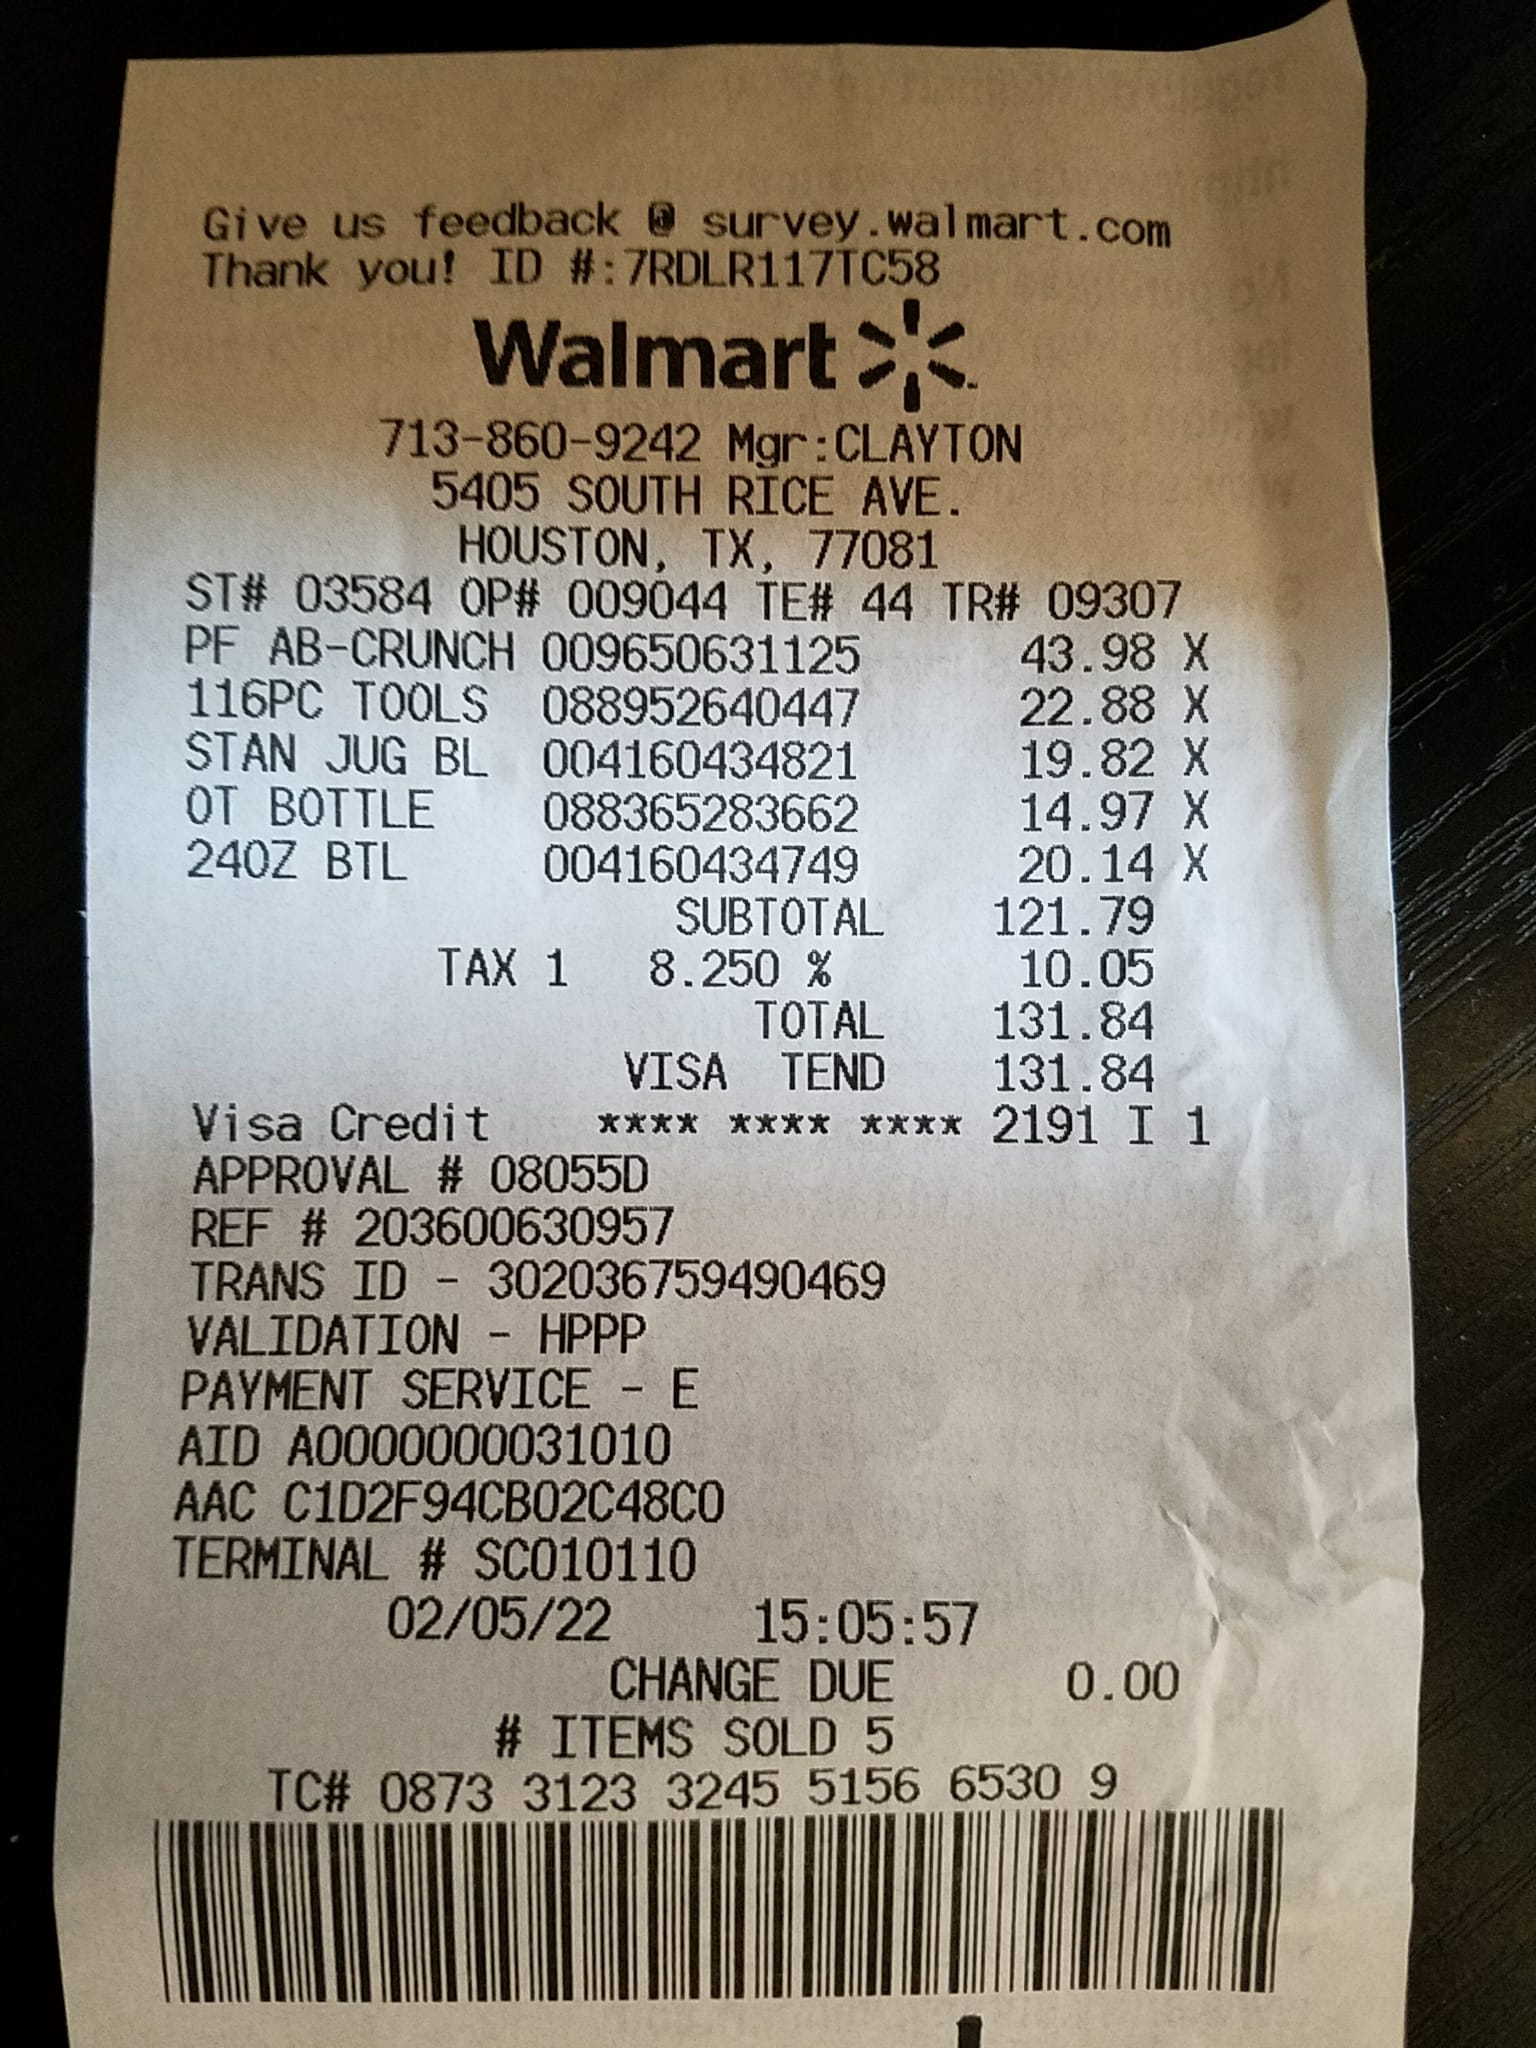 Give us feedback @ survey.walmart.com
Thank you! ID #:7RDLR117TC58
Walmart
713-860-9242 Mgr:CLAYTON
5405 SOUTH RICE AVE.
HOUSTON, TX, 77081
ST# 03584 OP# 009044 TE# 44 TR# 09307
PF AB-CRUNCH 009650631125 43.98 X
116PC TOOLS 088952640447 22.88 X
STAN JUG BL 004160434821 19.82 X
OT BOTTLE 088365283662 14.97 X
24OZ BTL 004160434749 20.14 X
SUBTOTAL 121.79
TAX 1 8.250 % 10.05
TOTAL 131.84
VISA TEND 131.84
Visa Credit **** **** **** 2191 I 1
APPROVAL # 08055D
REF # 203600630957
TRANS ID - 302036759490469
VALIDATION - HPPP
PAYMENT SERVICE - E
AID A0000000031010
AAC C1D2F94CB02C48C0
TERMINAL # SC010110
02/05/22 15:05:57
CHANGE DUE 0.00
# ITEMS SOLD 5
TC# 0873 3123 3245 5156 6530 9